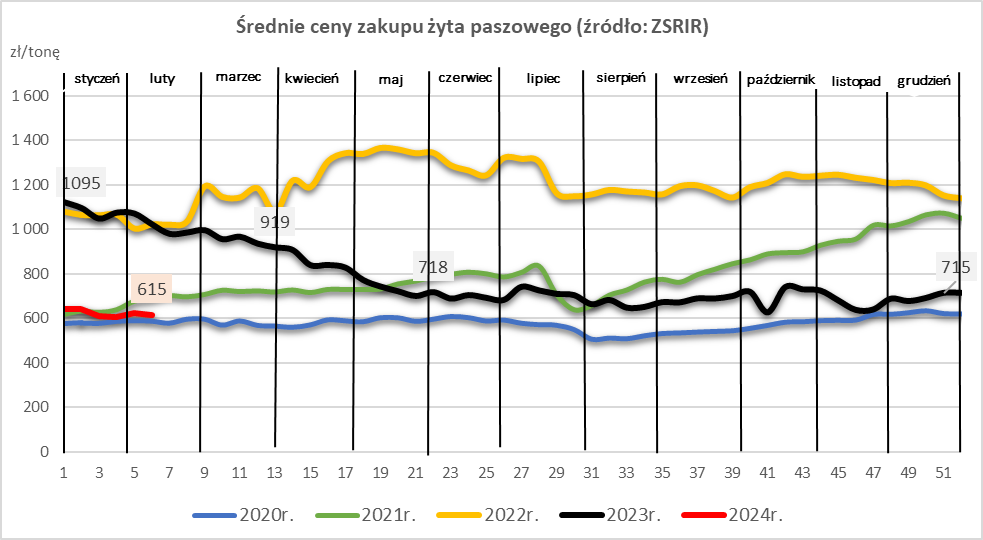 Średnie ceny zakupu żyta paszowego (źródło: ZSRIR)
zł/tonę
styczeń luty marzec kwiecień maj czerwiec lipiec sierpień wrzesień październik listopad grudzień
1 600
1 400
1 200
1 000
800
600
400
200
0
1095
919
718
715
615
1 3 5 7 9 11 13 15 17 19 21 23 25 27 29 31 33 35 37 39 41 43 45 47 49 51
2020r. 2021r. 2022r. 2023r. 2024r.